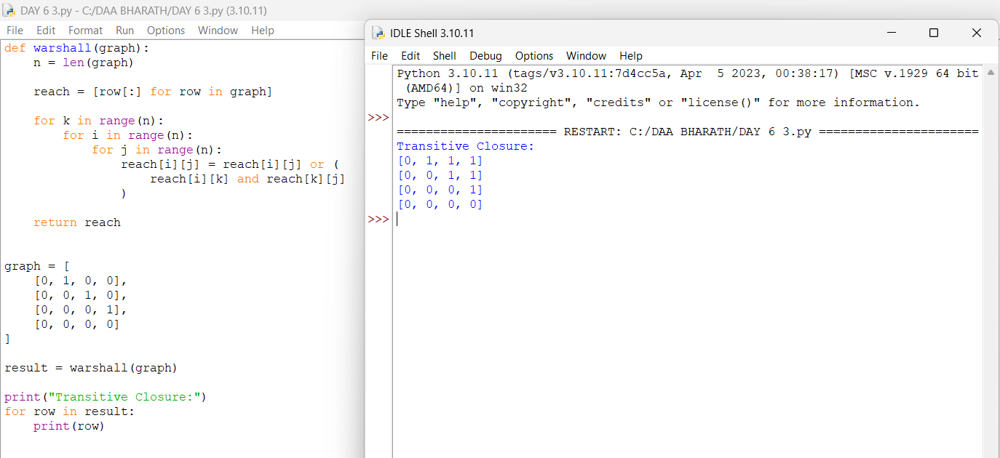 DAY 6 3.py - C:/DAA BHARATH/DAY 6 3.py (3.10.11)
File Edit Format Run Options Window Help
def warshall(graph):
    n = len(graph)

    reach = [row[:] for row in graph]

    for k in range(n):
        for i in range(n):
            for j in range(n):
                reach[i][j] = reach[i][j] or (
                    reach[i][k] and reach[k][j]
                )

    return reach


graph = [
    [0, 1, 0, 0],
    [0, 0, 1, 0],
    [0, 0, 0, 1],
    [0, 0, 0, 0]
]

result = warshall(graph)

print("Transitive Closure:")
for row in result:
    print(row)
IDLE Shell 3.10.11
File Edit Shell Debug Options Window Help
Python 3.10.11 (tags/v3.10.11:7d4cc5a, Apr  5 2023, 00:38:17) [MSC v.1929 64 bit
 (AMD64)] on win32
Type "help", "copyright", "credits" or "license()" for more information.
>>>
====================== RESTART: C:/DAA BHARATH/DAY 6 3.py ======================
Transitive Closure:
[0, 1, 1, 1]
[0, 0, 1, 1]
[0, 0, 0, 1]
[0, 0, 0, 0]
>>>